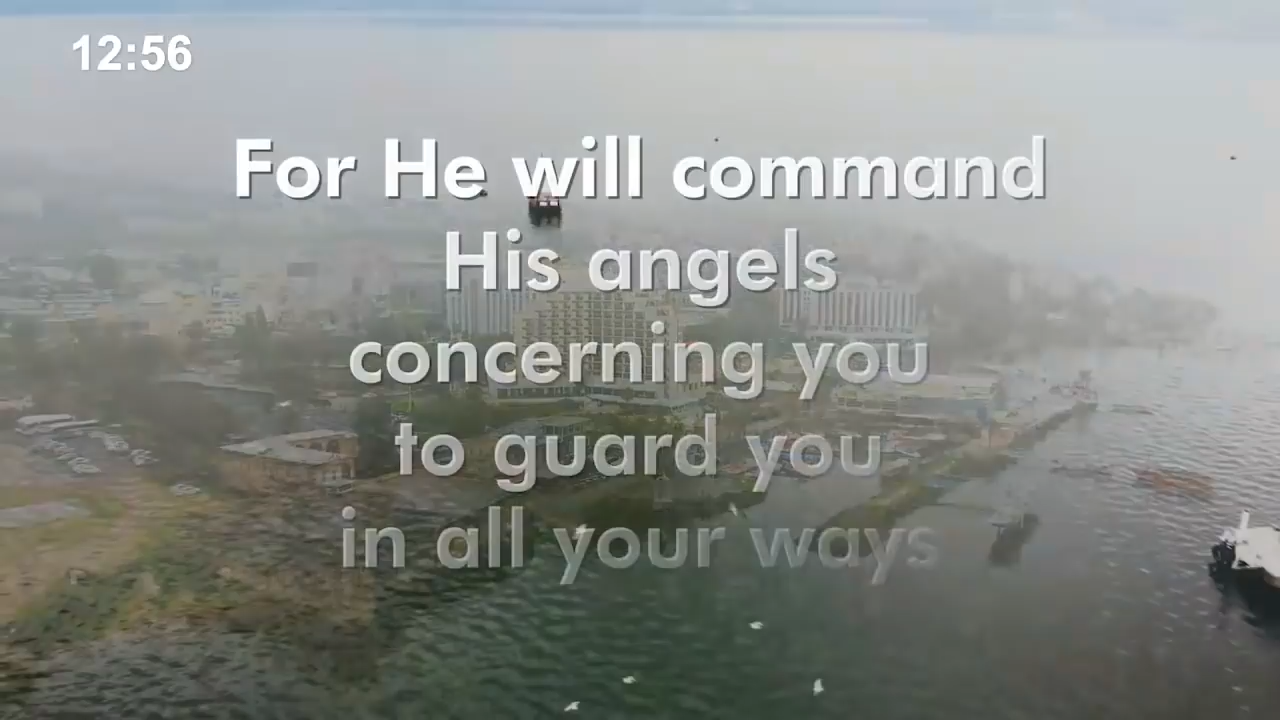 12:56
For He will command
His angels
concerning you
to guard you
in all your ways